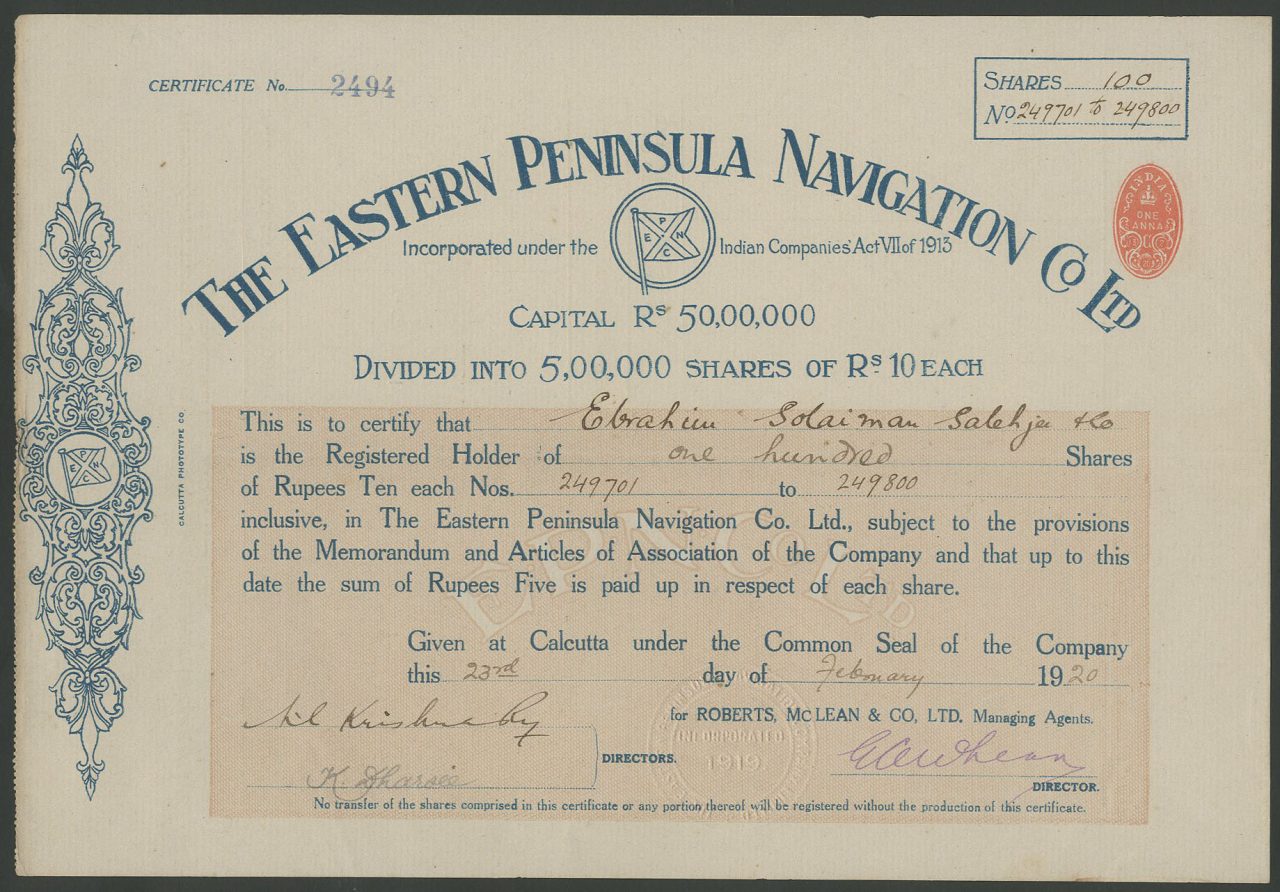 CERTIFICATE No. 2494
SHARES 100
No 249701 to 249800
THE EASTERN PENINSULA NAVIGATION CO LTD
INDIA
ONE
ANNA
Incorporated under the E P N C Indian Companies' Act VII of 1913
CAPITAL Rs 50,00,000
DIVIDED INTO 5,00,000 SHARES OF Rs 10 EACH
This is to certify that Ebrahim Solaiman Salehjee & Co
is the Registered Holder of one hundred Shares
of Rupees Ten each Nos. 249701 to 249800
inclusive, in The Eastern Peninsula Navigation Co. Ltd., subject to the provisions
of the Memorandum and Articles of Association of the Company and that up to this
date the sum of Rupees Five is paid up in respect of each share.
E P N Co LTD
E P N C
CALCUTTA PHOTOTYPE CO
Given at Calcutta under the Common Seal of the Company
this 23rd day of February 1920
for ROBERTS, MCLEAN & CO, LTD. Managing Agents.
INCORPORATED
1919
DIRECTORS.
DIRECTOR.
No transfer of the shares comprised in this certificate or any portion thereof will be registered without the production of this certificate.